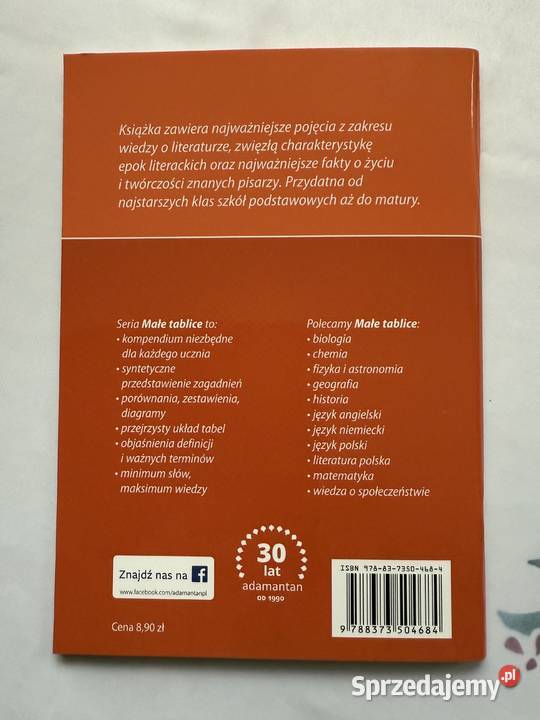 Książka zawiera najważniejsze pojęcia z zakresu
wiedzy o literaturze, zwięzłą charakterystykę
epok literackich oraz najważniejsze fakty o życiu
i twórczości znanych pisarzy. Przydatna od
najstarszych klas szkół podstawowych aż do matury.
Seria Małe tablice to:
• kompendium niezbędne
dla każdego ucznia
• syntetyczne
przedstawienie zagadnień
• porównania, zestawienia,
diagramy
• przejrzysty układ tabel
• objaśnienia definicji
i ważnych terminów
• minimum słów,
maksimum wiedzy
Polecamy Małe tablice:
• biologia
• chemia
• fizyka i astronomia
• geografia
• historia
• język angielski
• język niemiecki
• język polski
• literatura polska
• matematyka
• wiedza o społeczeństwie
Znajdź nas na f
www.facebook.com/adamantanpl
30
lat
adamantan
OD 1990
ISBN 978-83-7350-468-4
9 788373 504684
Cena 8,90 zł
Sprzedajemy.pl